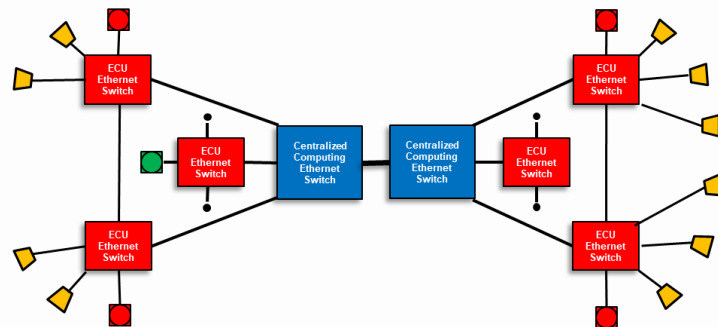 ECU
Ethernet
Switch
ECU
Ethernet
Switch
ECU
Ethernet
Switch
Centralized
Computing
Ethernet
Switch
Centralized
Computing
Ethernet
Switch
ECU
Ethernet
Switch
ECU
Ethernet
Switch
ECU
Ethernet
Switch